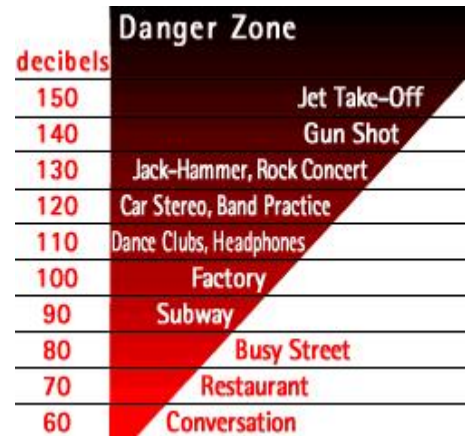 Danger Zone
decibels
150 Jet Take-Off
140 Gun Shot
130 Jack-Hammer, Rock Concert
120 Car Stereo, Band Practice
110 Dance Clubs, Headphones
100 Factory
90 Subway
80 Busy Street
70 Restaurant
60 Conversation